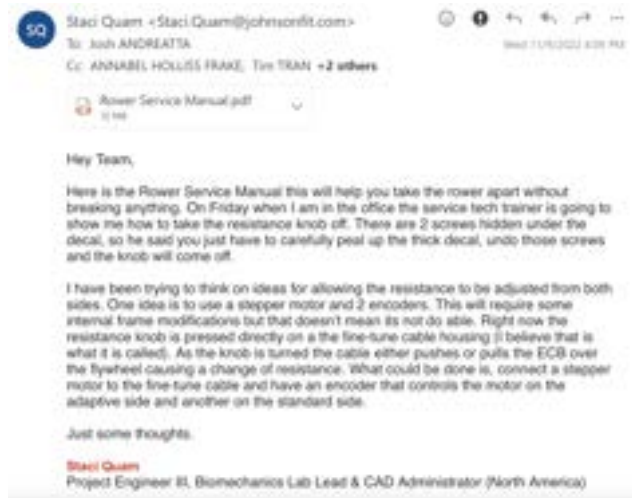 SQ
Staci Quam <Staci.Quam@johnsonfit.com>
To: Josh ANDREATTA
Wed 11/9/2022 4:09 PM
Cc: ANNABEL HOLLISS FRAKE; Tim TRAN +2 others
Rower Service Manual.pdf
Hey Team,
Here is the Rower Service Manual this will help you take the rower apart without
breaking anything. On Friday when I am in the office the service tech trainer is going to
show me how to take the resistance knob off. There are 2 screws hidden under the
decal, so he said you just have to carefully peal up the thick decal, undo those screws
and the knob will come off.
I have been trying to think on ideas for allowing the resistance to be adjusted from both
sides. One idea is to use a stepper motor and 2 encoders. This will require some
internal frame modifications but that doesn't mean its not do able. Right now the
resistance knob is pressed directly on a the fine-tune cable housing (I believe that is
what it is called). As the knob is turned the cable either pushes or pulls the ECB over
the flywheel causing a change of resistance. What could be done is, connect a stepper
motor to the fine-tune cable and have an encoder that controls the motor on the
adaptive side and another on the standard side.
Just some thoughts.
Staci Quam
Project Engineer III, Biomechanics Lab Lead & CAD Administrator (North America)